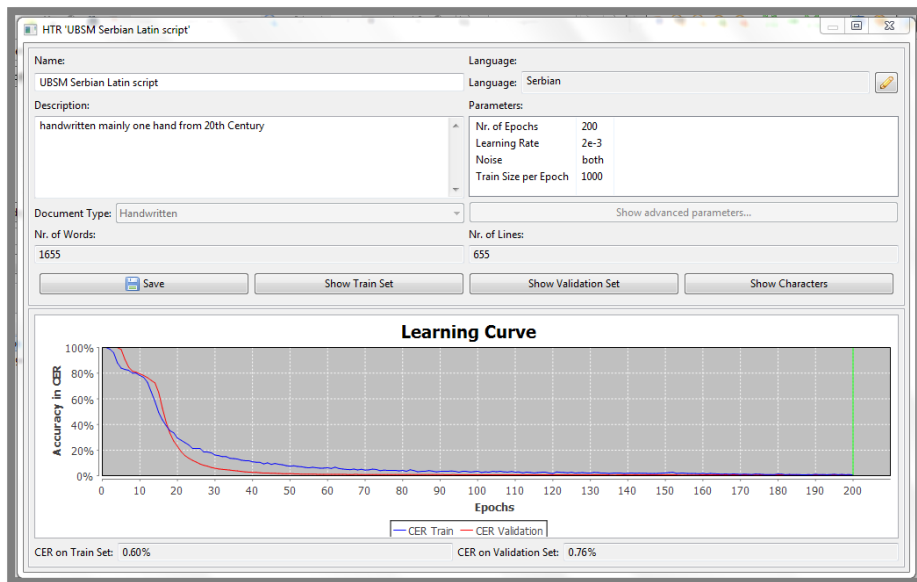 HTR 'UBSM Serbian Latin script'
Name:
Language:
UBSM Serbian Latin script
Language: Serbian
Description:
Parameters:
handwritten mainly one hand from 20th Century
Nr. of Epochs 200
Learning Rate 2e-3
Noise both
Train Size per Epoch 1000
Document Type: Handwritten
Show advanced parameters...
Nr. of Words:
Nr. of Lines:
1655
655
Save
Show Train Set
Show Validation Set
Show Characters
Learning Curve
Accuracy in CER
100%
80%
60%
40%
20%
0%
0 10 20 30 40 50 60 70 80 90 100 110 120 130 140 150 160 170 180 190 200
Epochs
CER Train CER Validation
CER on Train Set: 0.60%
CER on Validation Set: 0.76%